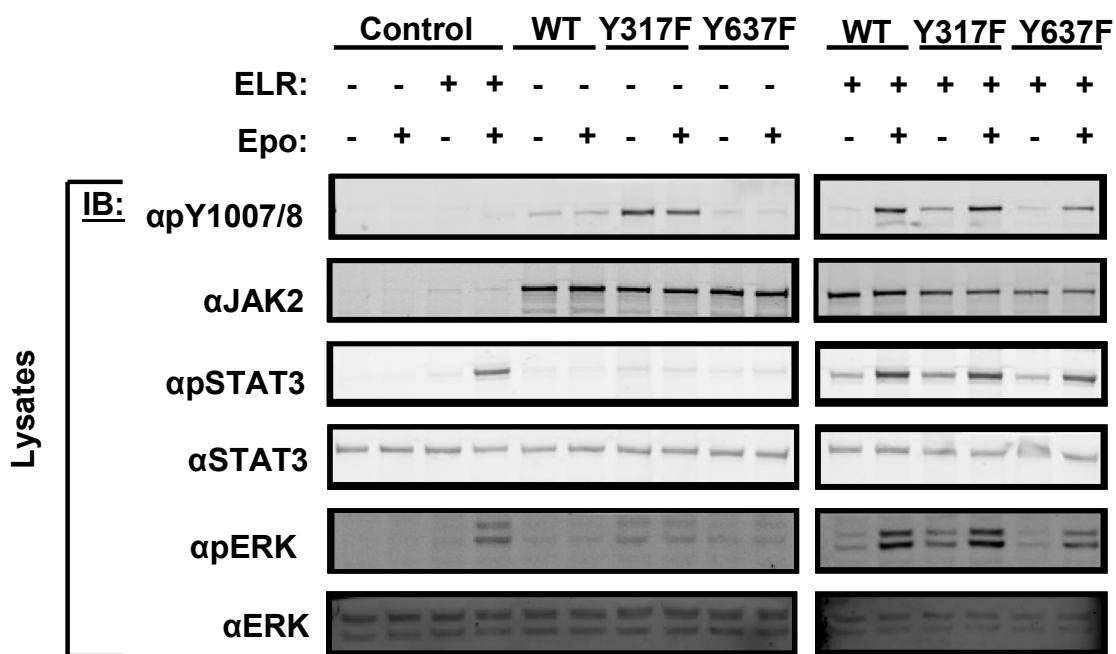 Control WT Y317F Y637F WT Y317F Y637F
ELR: - - + + - - - - - - + + + + + +
Epo: - + - + - + - + - + - + - + - +
IB: αpY1007/8
αJAK2
αpSTAT3
αSTAT3
αpERK
αERK
Lysates